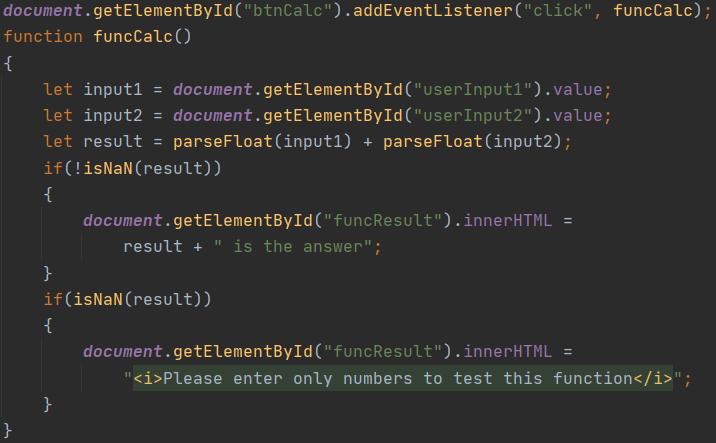 document.getElementById("btnCalc").addEventListener("click", funcCalc);
function funcCalc()
{
    let input1 = document.getElementById("userInput1").value;
    let input2 = document.getElementById("userInput2").value;
    let result = parseFloat(input1) + parseFloat(input2);
    if(!isNaN(result))
    {
        document.getElementById("funcResult").innerHTML =
            result + " is the answer";
    }
    if(isNaN(result))
    {
        document.getElementById("funcResult").innerHTML =
            "<i>Please enter only numbers to test this function</i>";
    }
}